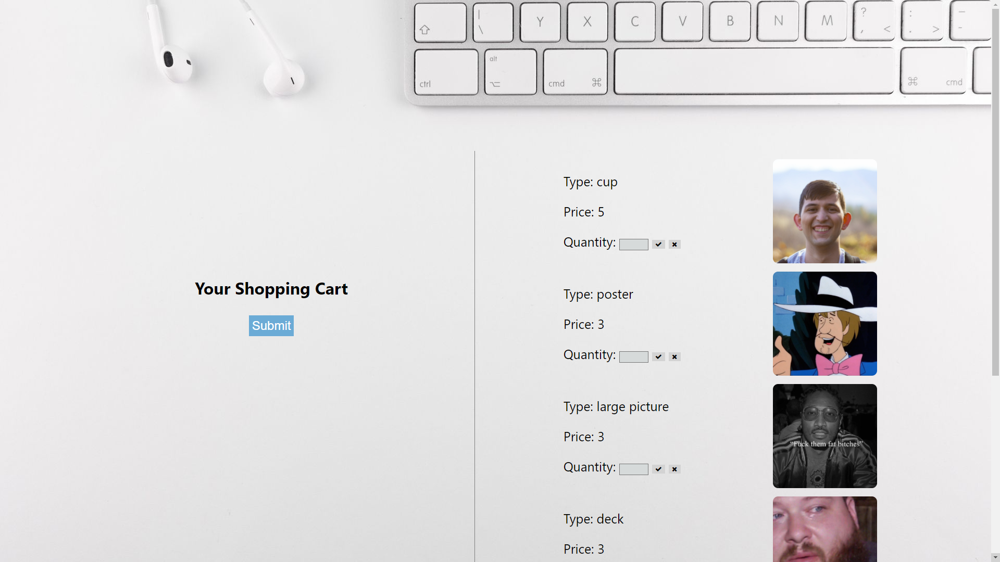 | \ Y X C V B N M ? , < : . > — -
alt
ctrl cmd ⌘ ⌘ cmd
Your Shopping Cart
Submit
Type: cup
Price: 5
Quantity:
Type: poster
Price: 3
Quantity:
Type: large picture
Price: 3
Quantity:
“Fuck them fat bitches”
Type: deck
Price: 3